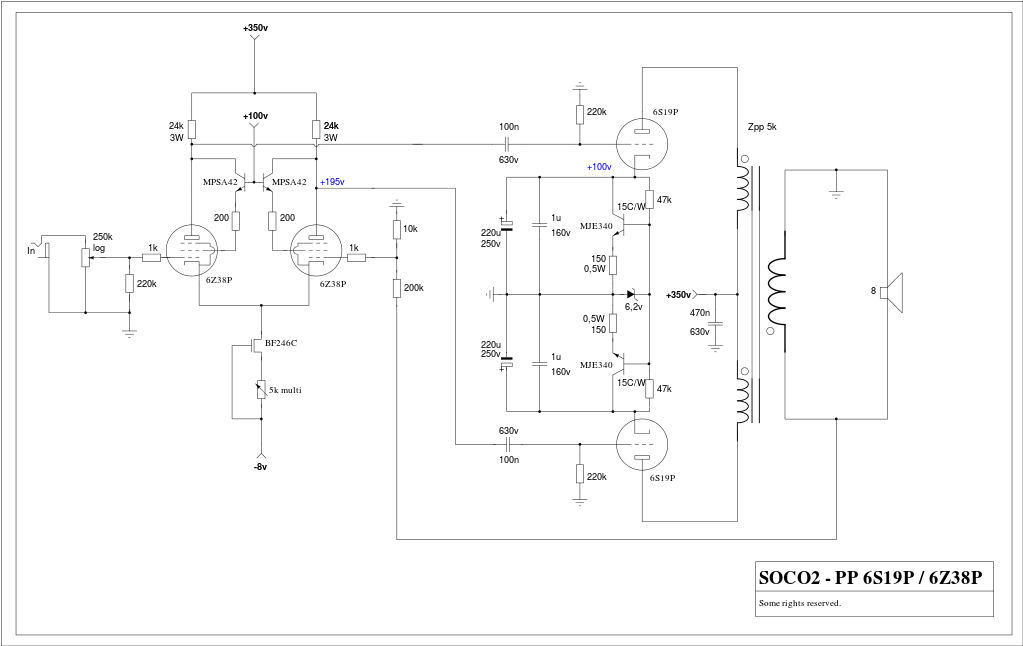 +350v
24k
3W
+100v
24k
3W
MPSA42
MPSA42
+195v
200
200
10k
In
250k
log
1k
1k
220k
6Z38P
6Z38P
200k
BF246C
5k multi
-8v
100n
630v
220k
6S19P
Zpp 5k
+100v
15C/W
47k
220u
250v
+
1u
160v
MJE340
150
0,5W
6,2v
+350v
470n
630v
8
0,5W
150
220u
250v
+
1u
160v
MJE340
15C/W
47k
630v
100n
220k
6S19P
SOCO2 - PP 6S19P / 6Z38P
Some rights reserved.